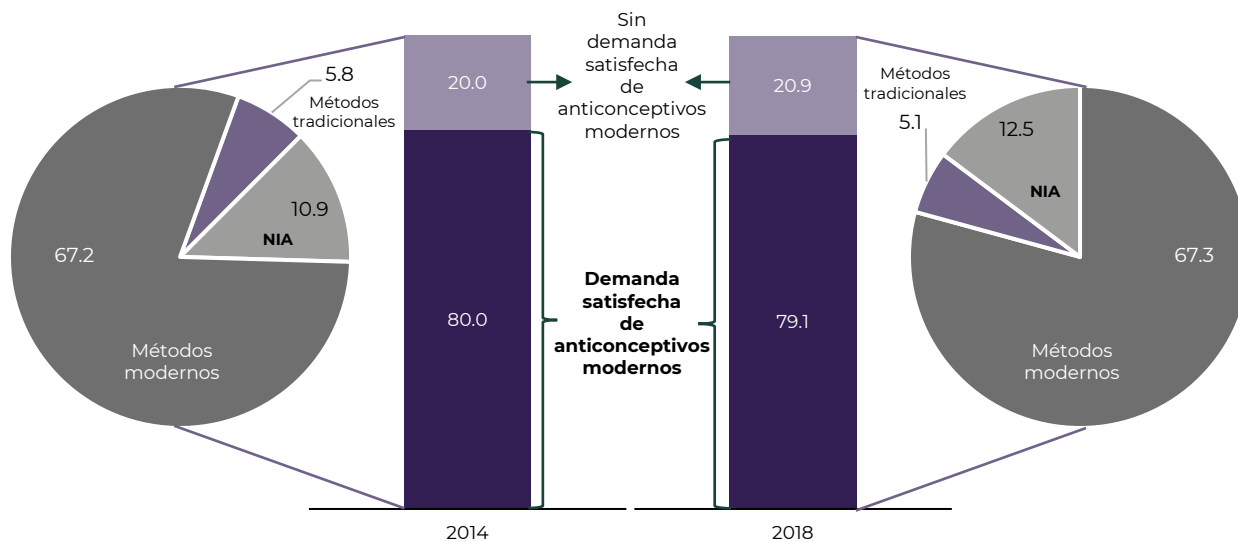 5.8
Métodos
tradicionales
10.9
NIA
67.2
Métodos
modernos
20.0
80.0
2014
Sin
demanda
satisfecha
de
anticonceptivos
modernos
Demanda
satisfecha
de
anticonceptivos
modernos
20.9
79.1
2018
Métodos
tradicionales
5.1
12.5
NIA
67.3
Métodos
modernos